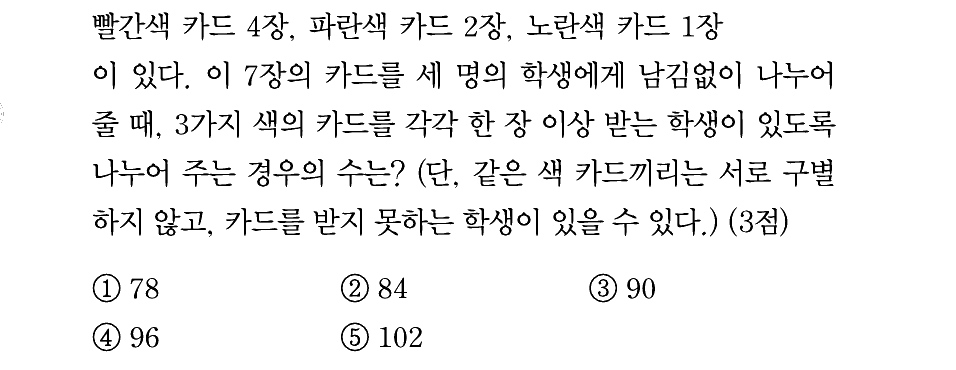 빨간색 카드 4장, 파란색 카드 2장, 노란색 카드 1장
이 있다. 이 7장의 카드를 세 명의 학생에게 남김없이 나누어
줄 때, 3가지 색의 카드를 각각 한 장 이상 받는 학생이 있도록
나누어 주는 경우의 수는? (단, 같은 색 카드끼리는 서로 구별
하지 않고, 카드를 받지 못하는 학생이 있을 수 있다.) (3점)
① 78 ② 84 ③ 90
④ 96 ⑤ 102